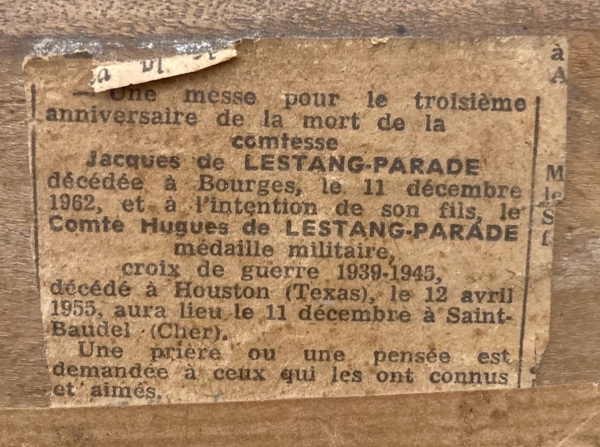 — Une messe pour le troisième
anniversaire de la mort de la
comtesse
Jacques de LESTANG-PARADE
décédée à Bourges, le 11 décembre
1962, et à l'intention de son fils, le
Comte Hugues de LESTANG-PARADE
médaille militaire,
croix de guerre 1939-1945,
décédé à Houston (Texas), le 12 avril
1955, aura lieu le 11 décembre à Saint-
Baudel (Cher).
Une prière ou une pensée est
demandée à ceux qui les ont connus
et aimés.
à
A
M